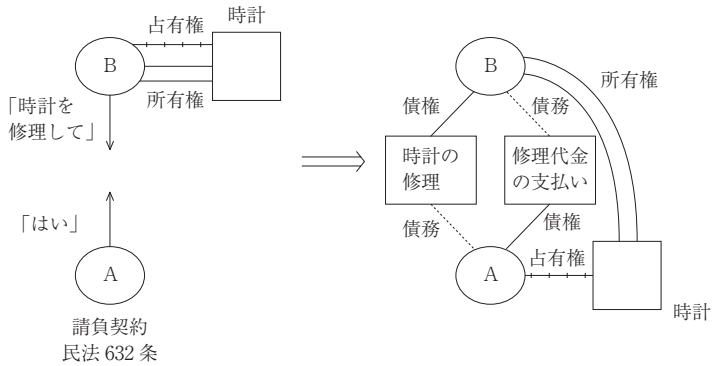 占有権
時計
B
所有権
「時計を
修理して」
「はい」
A
請負契約
民法 632 条
B
所有権
債権
債務
時計の
修理
修理代金
の支払い
債務
債権
A
占有権
時計